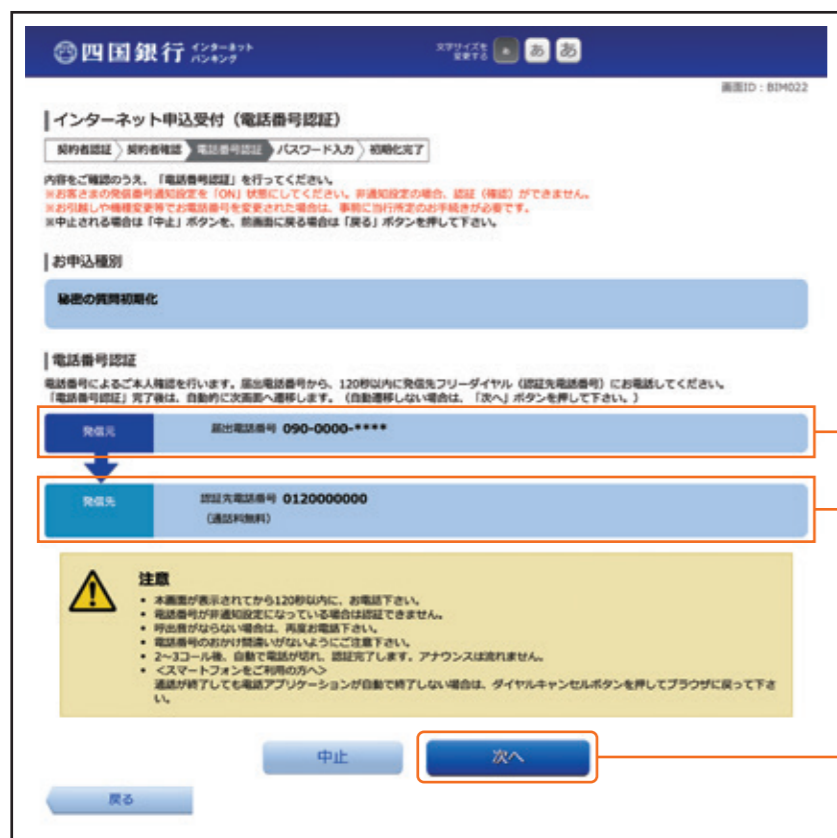 四国銀行 インターネット バンキング
文字サイズを変更する あ あ あ
画面ID：BIM022
インターネット申込受付（電話番号認証）
契約者認証 契約者確認 電話番号認証 パスワード入力 初期化完了
内容をご確認のうえ、「電話番号認証」を行ってください。
※お客さまの発信番号通知設定を「ON」状態にしてください。非通知設定の場合、認証（確認）ができません。
※お引越しや機種変更等でお電話番号を変更された場合は、事前に当行所定のお手続きが必要です。
※中止される場合は「中止」ボタンを、前画面に戻る場合は「戻る」ボタンを押して下さい。
お申込種別
秘密の質問初期化
電話番号認証
電話番号によるご本人確認を行います。届出電話番号から、120秒以内に発信先フリーダイヤル（認証先電話番号）にお電話してください。
「電話番号認証」完了後は、自動的に次画面へ遷移します。（自動遷移しない場合は、「次へ」ボタンを押して下さい。）
発信元 届出電話番号 090-0000-****
発信先 認証先電話番号 0120000000
（通話料無料）
注意
• 本画面が表示されてから120秒以内に、お電話下さい。
• 電話番号が非通知設定になっている場合は認証できません。
• 呼出音がならない場合は、再度お電話下さい。
• 電話番号のおかけ間違いがないようにご注意下さい。
• 2～3コール後、自動で電話が切れ、認証完了します。アナウンスは流れません。
• ＜スマートフォンをご利用の方へ＞
通話が終了しても電話アプリケーションが自動で終了しない場合は、ダイヤルキャンセルボタンを押してブラウザに戻って下さ
い。
中止 次へ
戻る